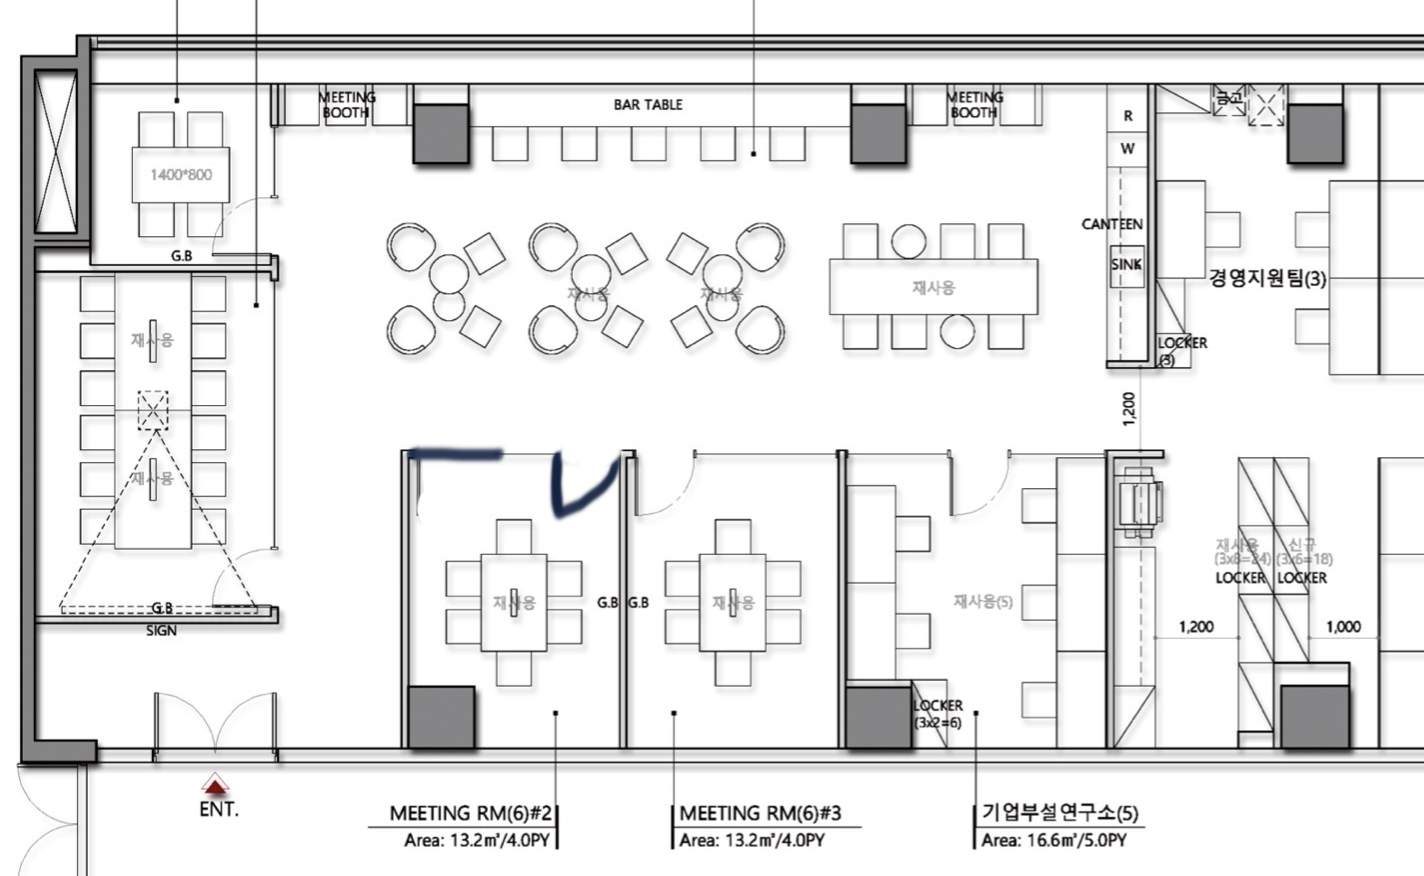 MEETING
BOOTH
BAR TABLE
MEETING
BOOTH
금고
R
W
1400*800
CANTEEN
G.B
SINK
경영지원팀(3)
재사용
재사용
재사용
재사용
LOCKER
(3)
1,200
재사용
재사용 신규
(3x8=24) (3x6=18)
LOCKER LOCKER
재사용
G.B
G.B
재사용
재사용(5)
G.B
SIGN
1,200
1,000
LOCKER
(3x2=6)
ENT.
MEETING RM(6)#2
Area: 13.2㎡/4.0PY
MEETING RM(6)#3
Area: 13.2㎡/4.0PY
기업부설연구소(5)
Area: 16.6㎡/5.0PY